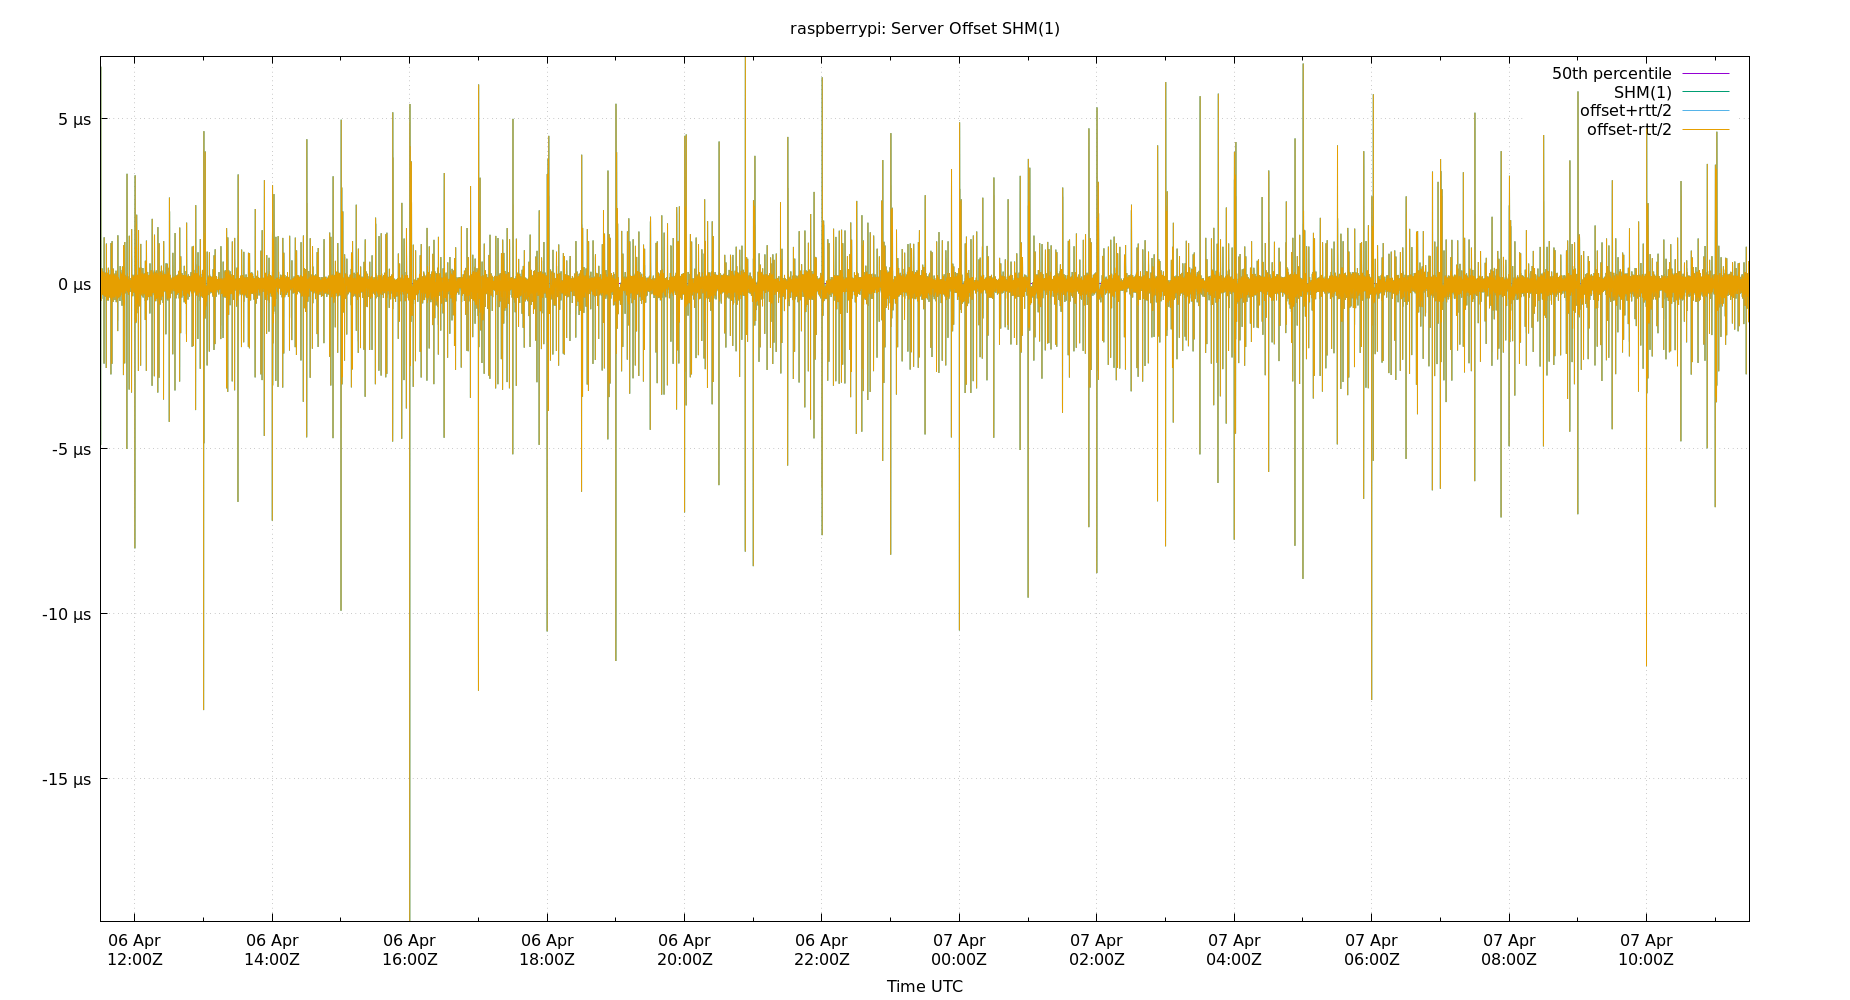 raspberrypi: Server Offset SHM(1)
50th percentile
SHM(1)
offset+rtt/2
offset-rtt/2
5 µs
0 µs
-5 µs
-10 µs
-15 µs
06 Apr 06 Apr 06 Apr 06 Apr 06 Apr 06 Apr 07 Apr 07 Apr 07 Apr 07 Apr 07 Apr 07 Apr
12:00Z 14:00Z 16:00Z 18:00Z 20:00Z 22:00Z 00:00Z 02:00Z 04:00Z 06:00Z 08:00Z 10:00Z
Time UTC